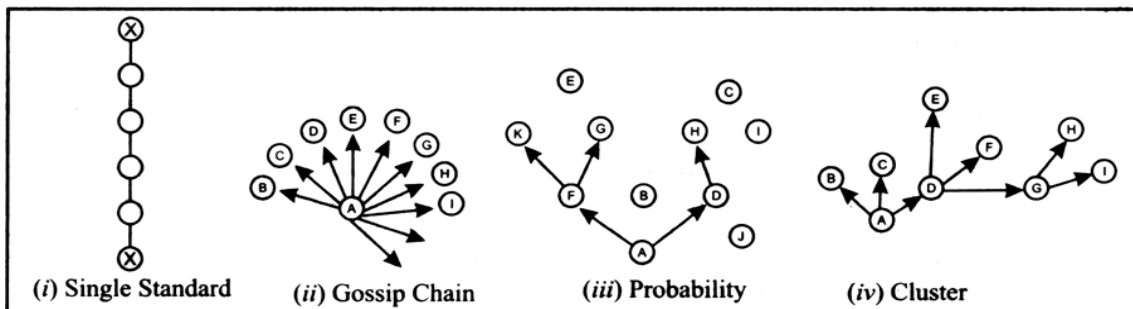 X
X
(i) Single Standard
B
C
D
E
F
G
H
I
A
(ii) Gossip Chain
E
C
K
G
H
I
F
B
D
J
A
(iii) Probability
E
H
F
B
C
D
G
I
A
(iv) Cluster